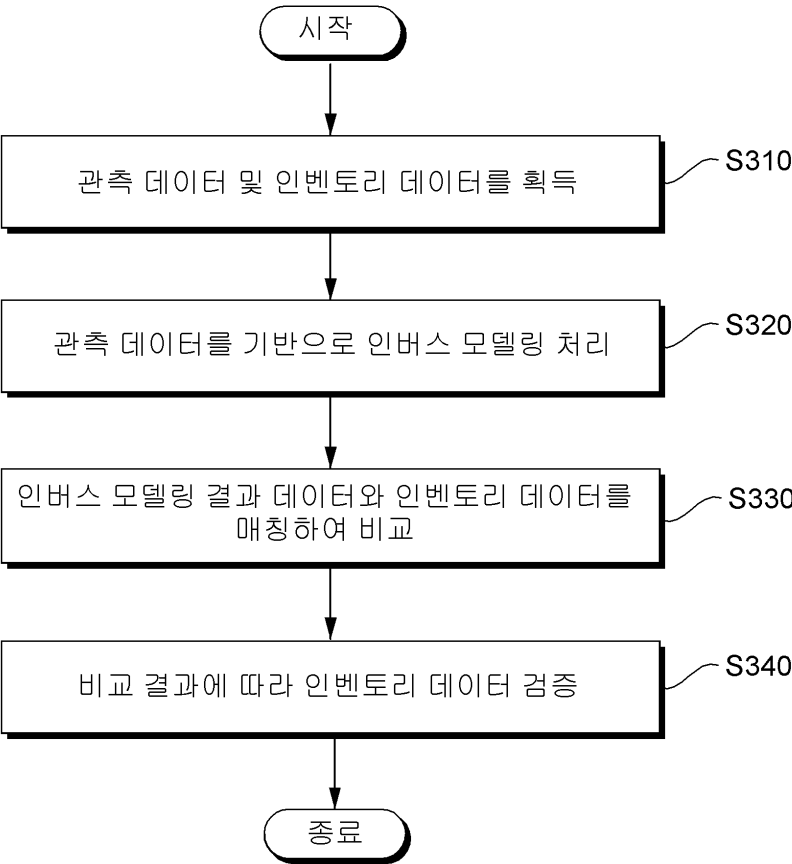 시작
관측 데이터 및 인벤토리 데이터를 획득
S310
관측 데이터를 기반으로 인버스 모델링 처리
S320
인버스 모델링 결과 데이터와 인벤토리 데이터를
매칭하여 비교
S330
비교 결과에 따라 인벤토리 데이터 검증
S340
종료